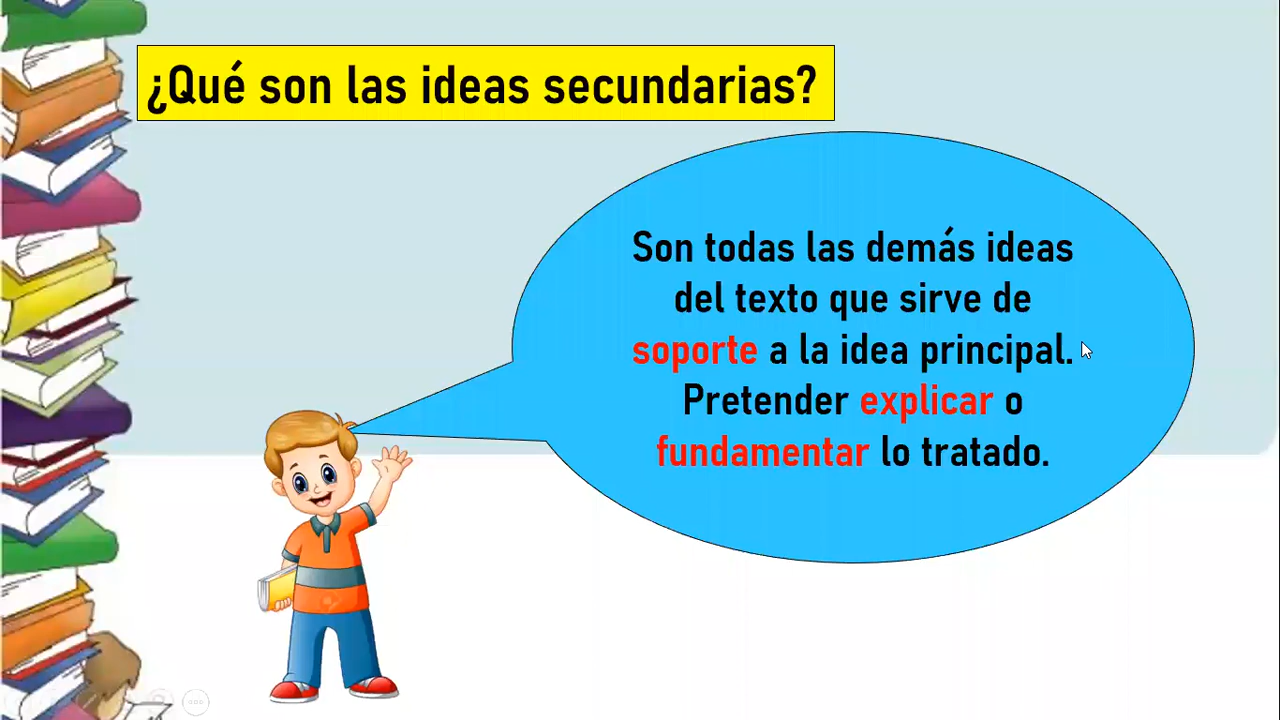 ¿Qué son las ideas secundarias?
Son todas las demás ideas
del texto que sirve de
soporte a la idea principal.
Pretender explicar o
fundamentar lo tratado.